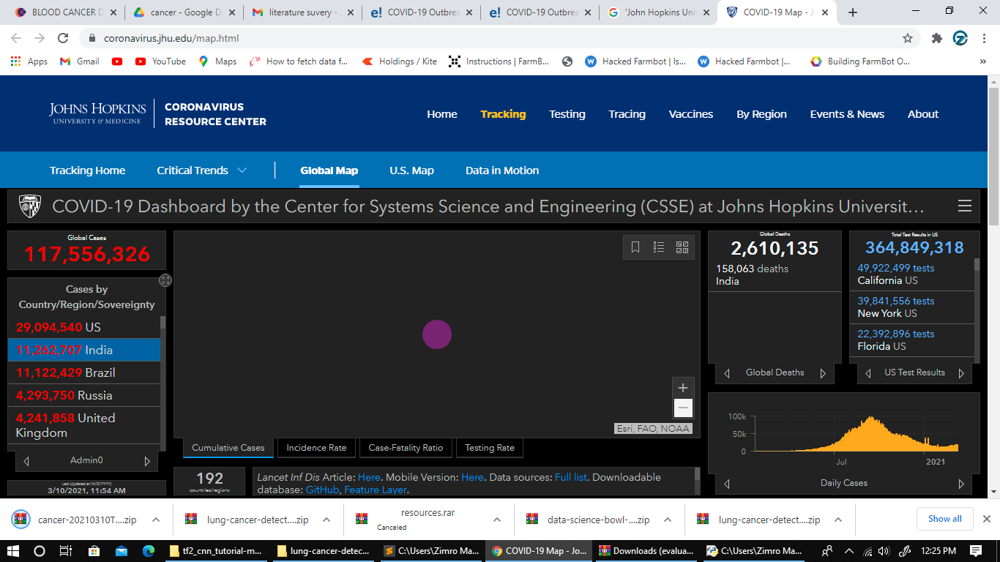 BLOOD CANCER D
cancer - Google D
literature suvery -
COVID-19 Outbrea
COVID-19 Outbrea
'John Hopkins Uni
COVID-19 Map - J
coronavirus.jhu.edu/map.html
Apps
Gmail
YouTube
Maps
How to fetch data f...
Holdings / Kite
Instructions | FarmB...
Hacked Farmbot | Is...
Hacked Farmbot |...
Building FarmBot O...
»
JOHNS HOPKINS
UNIVERSITY & MEDICINE
CORONAVIRUS
RESOURCE CENTER
Home
Tracking
Testing
Tracing
Vaccines
By Region
Events & News
About
Tracking Home
Critical Trends
Global Map
U.S. Map
Data in Motion
COVID-19 Dashboard by the Center for Systems Science and Engineering (CSSE) at Johns Hopkins Universit...
Global Cases
117,556,326
Cases by
Country/Region/Sovereignty
29,094,540 US
11,262,707 India
11,122,429 Brazil
4,293,750 Russia
4,241,858 United
Kingdom
Admin0
Last Updated at (M/D/YYYY)
3/10/2021, 11:54 AM
+
−
Esri, FAO, NOAA
Cumulative Cases
Incidence Rate
Case-Fatality Ratio
Testing Rate
192
countries/regions
Lancet Inf Dis Article: Here. Mobile Version: Here. Data sources: Full list. Downloadable
database: GitHub, Feature Layer.
Global Deaths
2,610,135
158,063 deaths
India
Global Deaths
Total Test Results in US
364,849,318
49,922,499 tests
California US
39,841,556 tests
New York US
22,392,896 tests
Florida US
US Test Results
100k
50k
0
Jul
2021
Daily Cases
cancer-20210310T....zip
lung-cancer-detect....zip
resources.rar
Canceled
data-science-bowl-....zip
lung-cancer-detect....zip
Show all
tf2_cnn_tutorial-m...
lung-cancer-detec...
C:\Users\Zimro Ma...
COVID-19 Map - Jo...
Downloads (evalua...
C:\Users\Zimro Ma...
12:25 PM